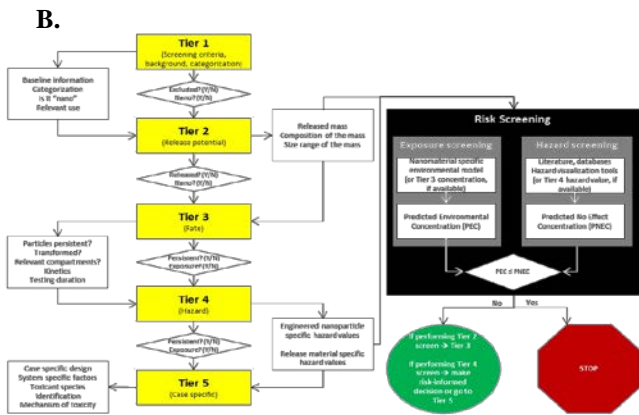 B.
Tier 1
(Screening criteria,
background, categorization)
Baseline information
Categorization
Is it "nano"
Relevant use
Excluded? (Y/N)
Nano? (Y/N)
Tier 2
(Release potential)
Released mass
Composition of the mass
Size range of the mass
Released? (Y/N)
Nano? (Y/N)
Tier 3
(Fate)
Particles persistent?
Transformed?
Relevant compartments?
Kinetics
Testing duration
Persistent? (Y/N)
Exposure? (Y/N)
Tier 4
(Hazard)
Engineered nanoparticle
specific hazard values
Release material specific
hazard values
Persistent? (Y/N)
Exposure? (Y/N)
Tier 5
(Case specific)
Case specific design
System specific factors
Toxicant species
Identification
Mechanism of toxicity
Risk Screening
Exposure screening
Nanomaterial specific
environmental model
(or Tier 3 concentration,
if available)
Predicted Environmental
Concentration (PEC)
Hazard screening
Literature, databases
Hazard visualization tools
(or Tier 4 hazard value, if
available)
Predicted No Effect
Concentration (PNEC)
PEC ≤ PNEC
No
Yes
If performing Tier 2
screen → Tier 3
If performing Tier 4
screen → make
risk-informed
decision or go to
Tier 5
STOP